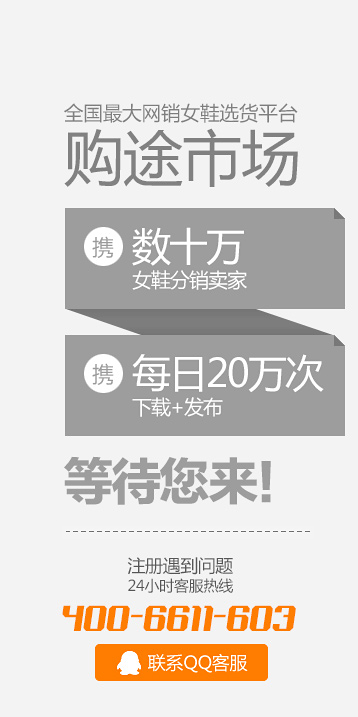 全国最大网销女鞋选货平台
购途市场
携 数十万
女鞋分销卖家
携 每日20万次
下载+发布
等待您来!
注册遇到问题
24小时客服热线
400-6611-603
联系QQ客服